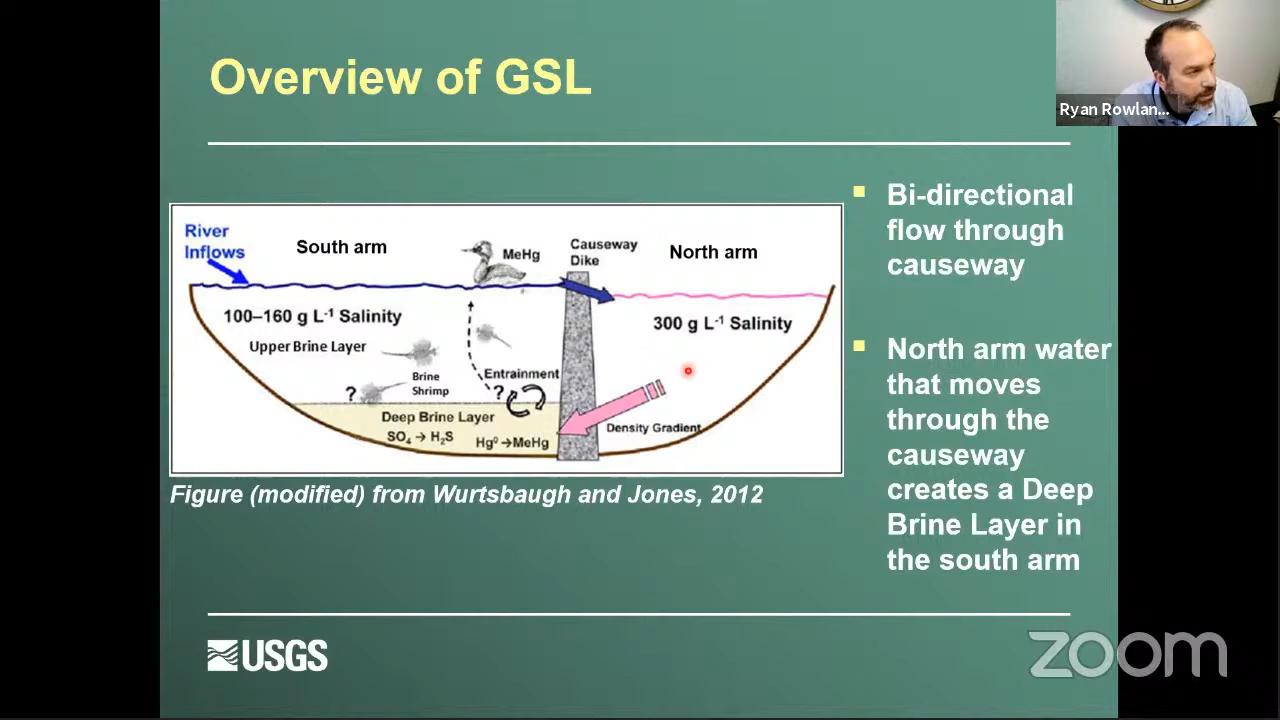 Overview of GSL
Ryan Rowlan...
River
Inflows
South arm
MeHg
Causeway
Dike
North arm
100–160 g L⁻¹ Salinity
Upper Brine Layer
300 g L⁻¹ Salinity
Brine
Shrimp
?
Entrainment
?
Deep Brine Layer
SO₄ → H₂S
Hg⁰ →MeHg
Density Gradient
Figure (modified) from Wurtsbaugh and Jones, 2012
Bi-directional
flow through
causeway
North arm water
that moves
through the
causeway
creates a Deep
Brine Layer in
the south arm
USGS
zoom